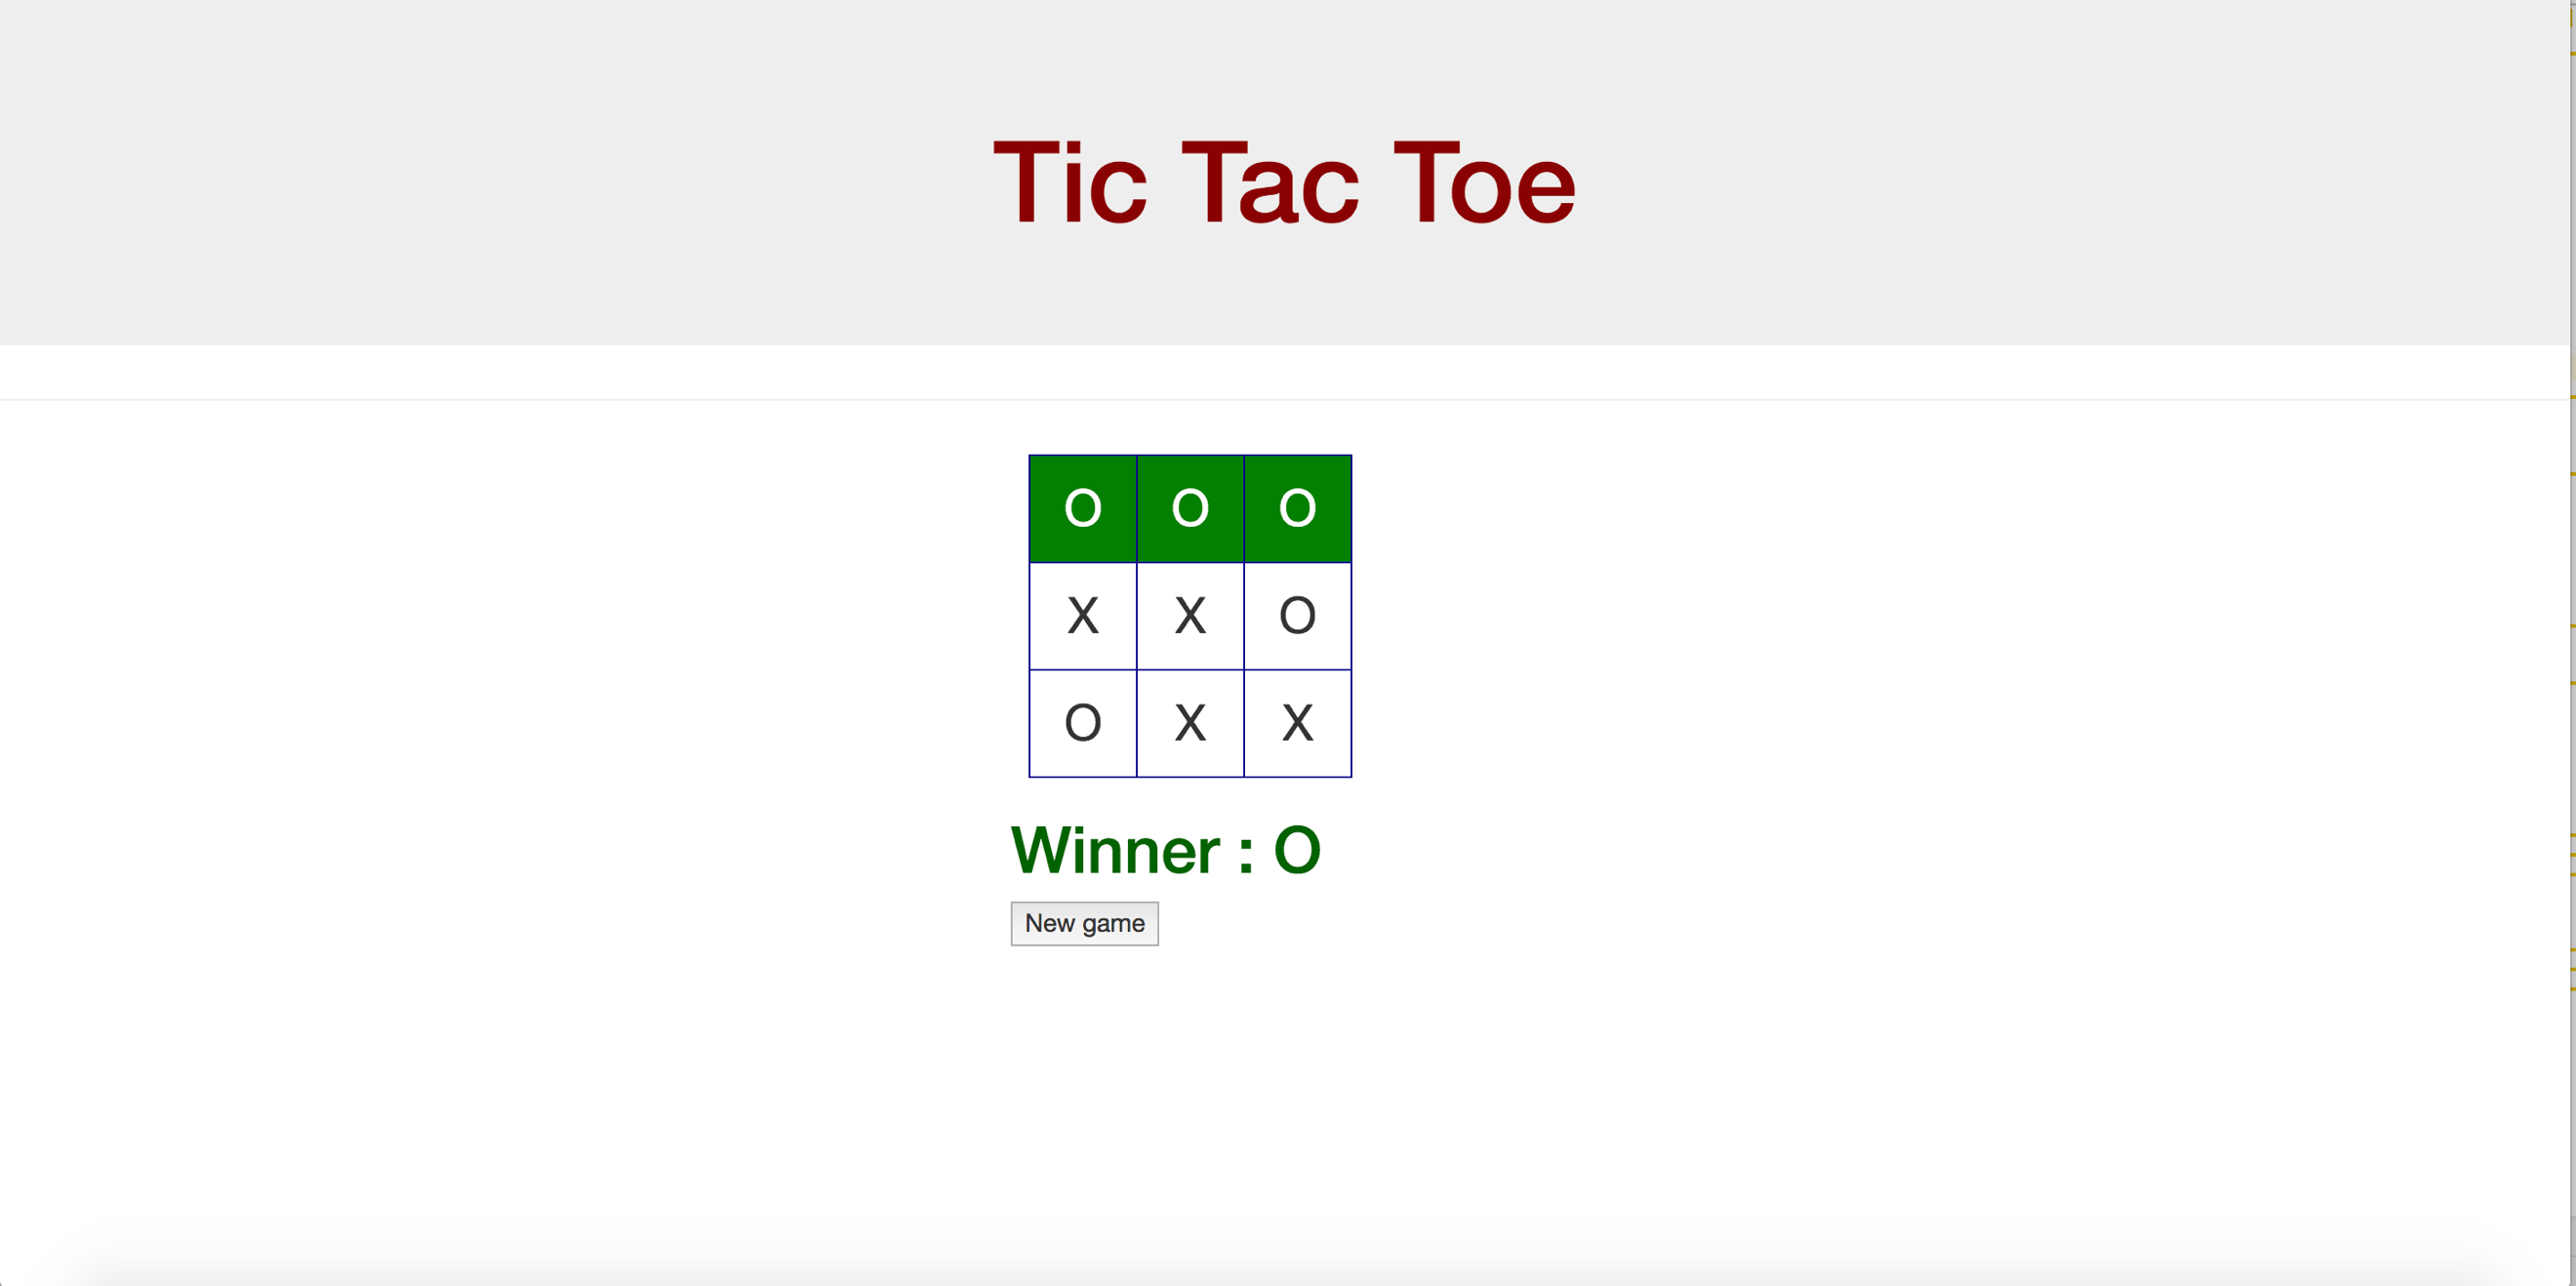 Tic Tac Toe
O O O
X X O
O X X
Winner : O
New game